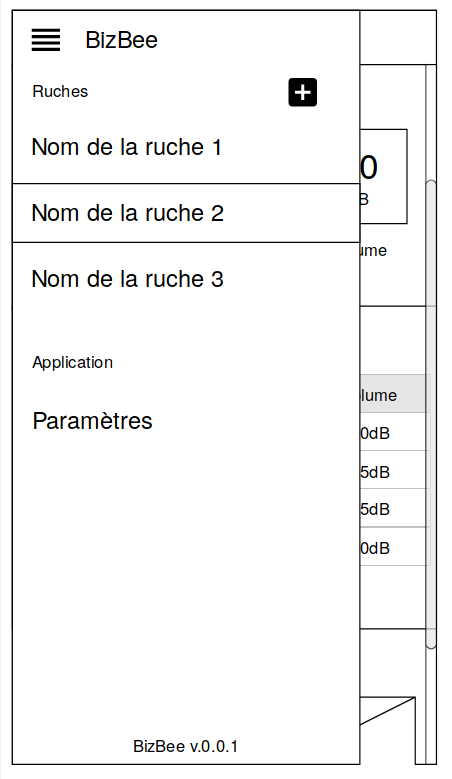 BizBee
Ruches
Nom de la ruche 1
Nom de la ruche 2
Nom de la ruche 3
Application
Paramètres
BizBee v.0.0.1
0
B
ume
lume
0dB
5dB
5dB
0dB